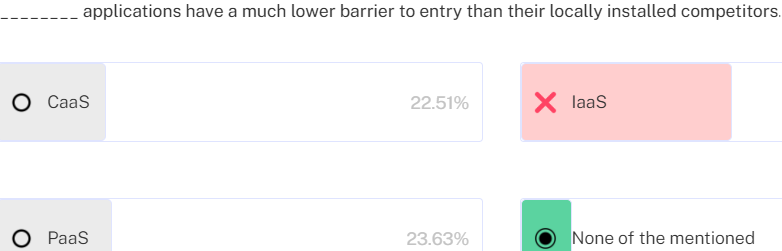 ________ applications have a much lower barrier to entry than their locally installed competitors.
CaaS 22.51% IaaS
PaaS 23.63% None of the mentioned